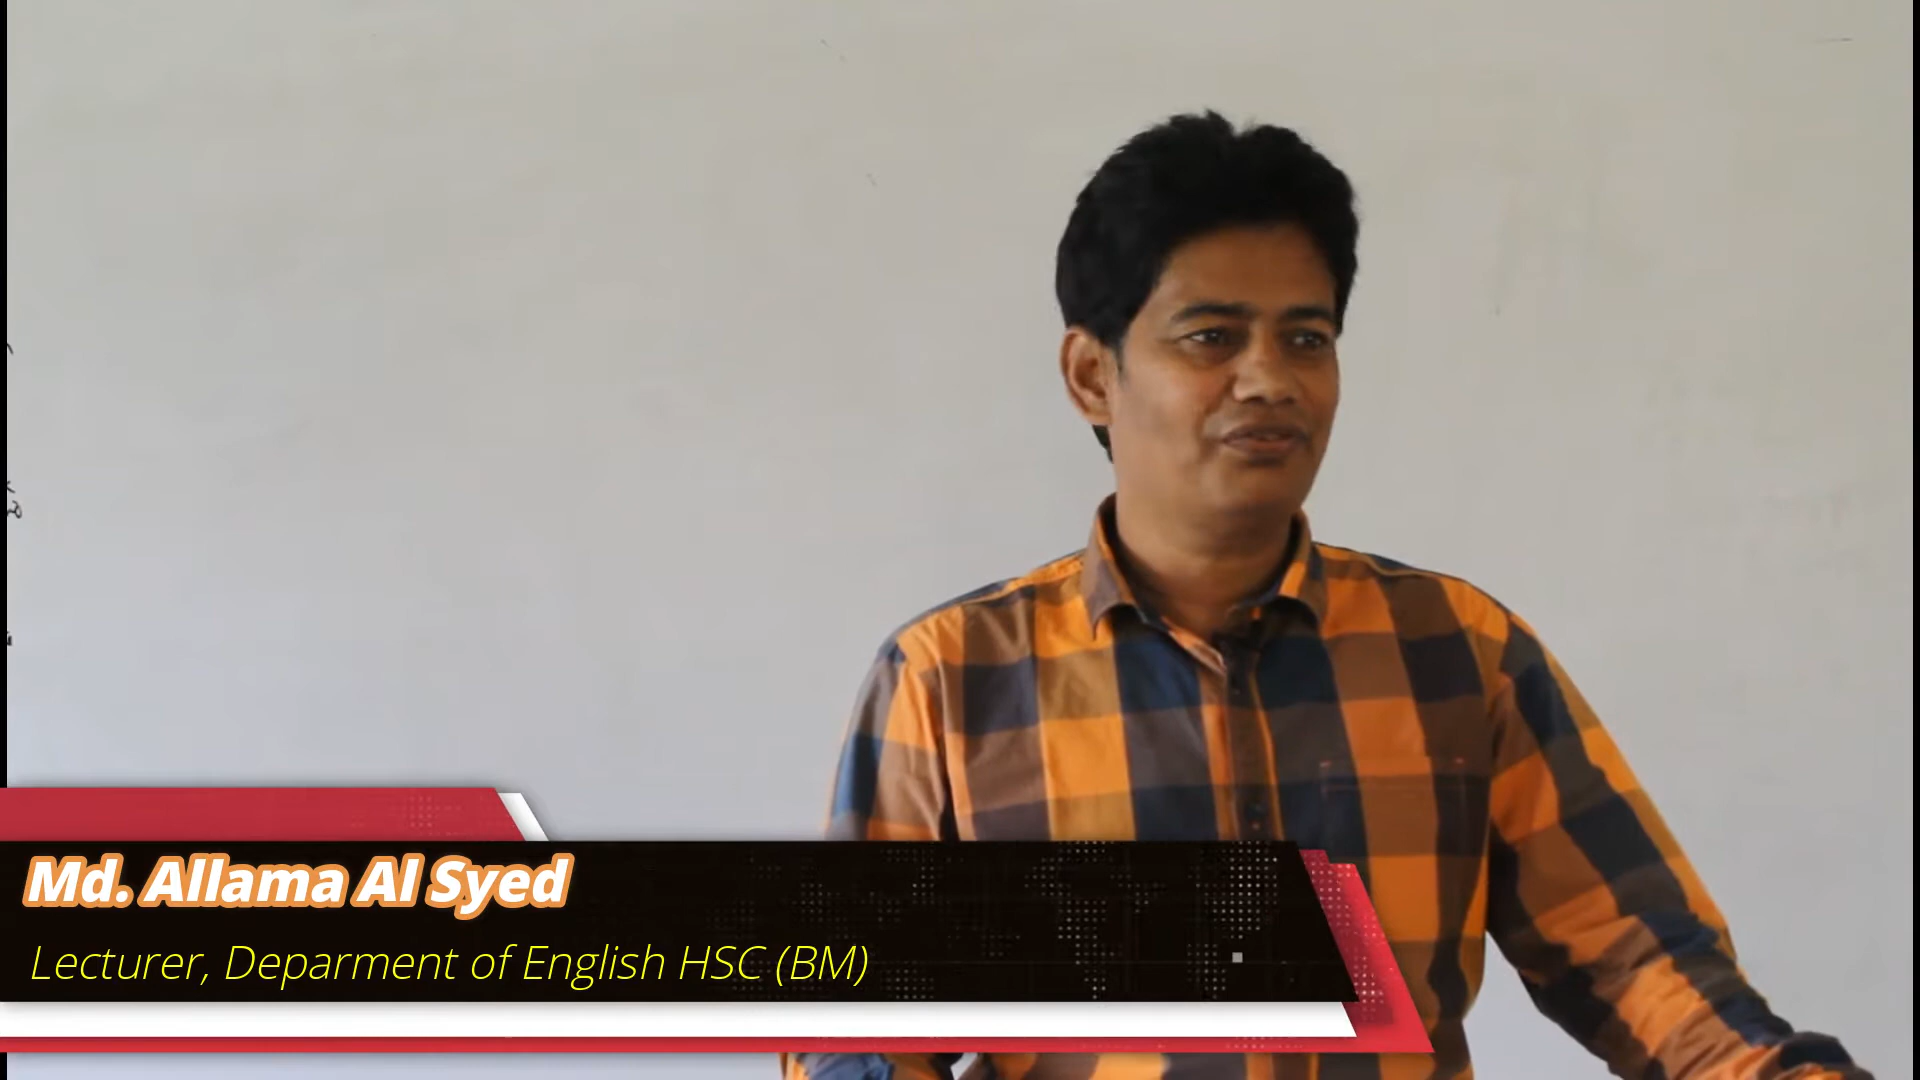 Md. Allama Al Syed
Lecturer, Deparment of English HSC (BM)